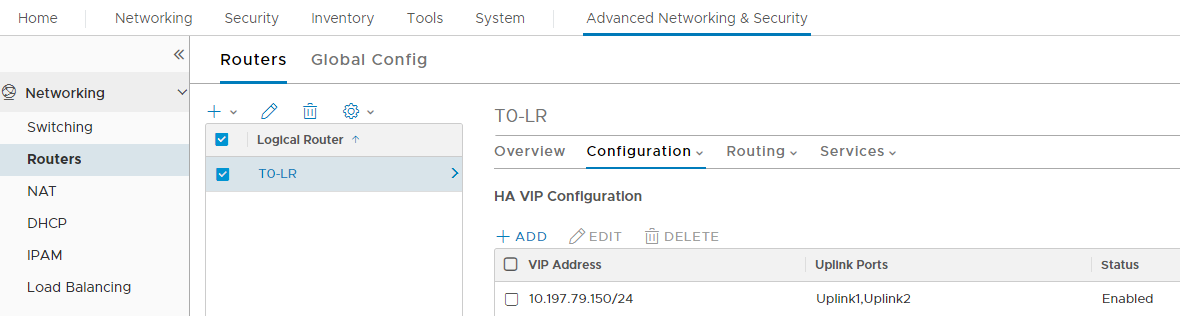 Home Networking Security Inventory Tools System Advanced Networking & Security
«
Networking
Switching
Routers
NAT
DHCP
IPAM
Load Balancing
Routers Global Config
Logical Router ↑
T0-LR
T0-LR
Overview Configuration Routing Services
HA VIP Configuration
+ ADD EDIT DELETE
VIP Address Uplink Ports Status
10.197.79.150/24 Uplink1,Uplink2 Enabled